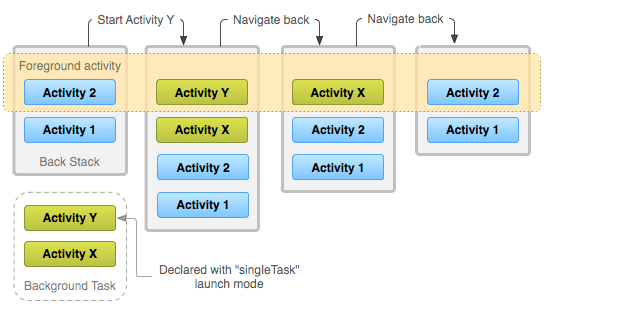 Start Activity Y
Navigate back
Navigate back
Foreground activity
Activity 2
Activity 1
Back Stack
Activity Y
Activity X
Activity 2
Activity 1
Activity X
Activity 2
Activity 1
Activity 2
Activity 1
Activity Y
Activity X
Background Task
Declared with "singleTask"
launch mode